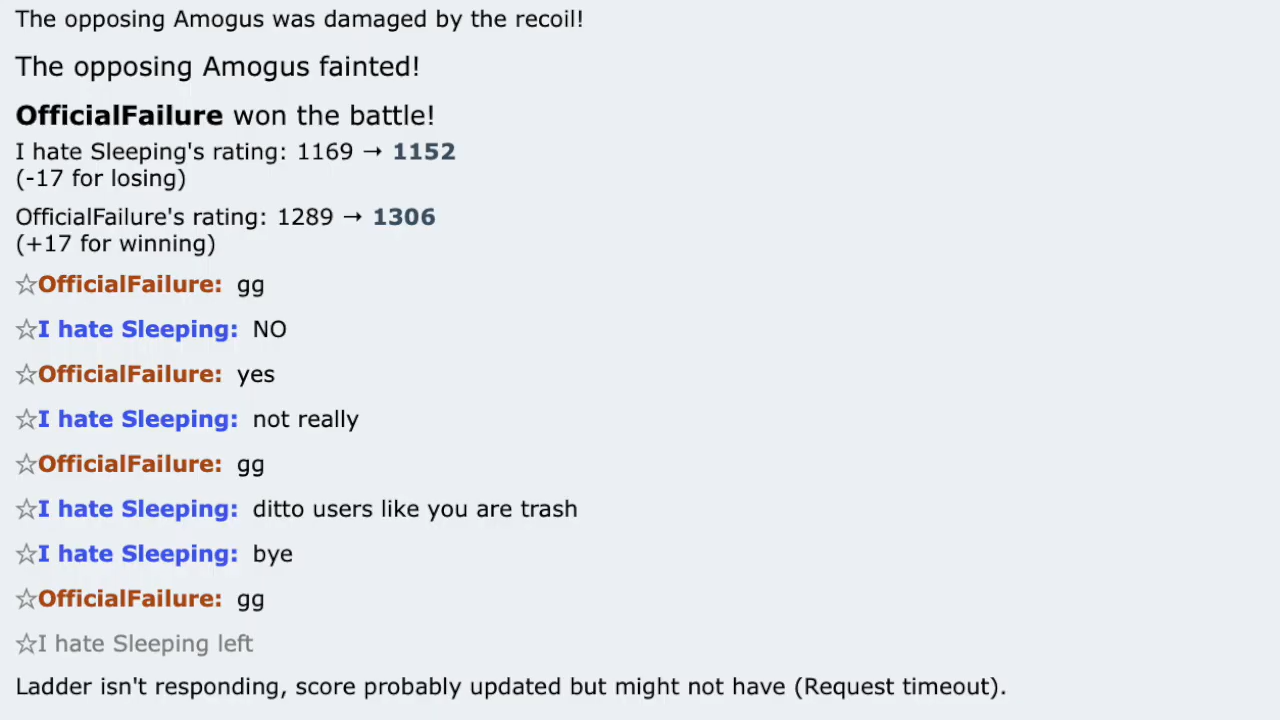 The opposing Amogus was damaged by the recoil!
The opposing Amogus fainted!
OfficialFailure won the battle!
I hate Sleeping's rating: 1169 → 1152
(-17 for losing)
OfficialFailure's rating: 1289 → 1306
(+17 for winning)
☆OfficialFailure: gg
☆I hate Sleeping: NO
☆OfficialFailure: yes
☆I hate Sleeping: not really
☆OfficialFailure: gg
☆I hate Sleeping: ditto users like you are trash
☆I hate Sleeping: bye
☆OfficialFailure: gg
☆I hate Sleeping left
Ladder isn't responding, score probably updated but might not have (Request timeout).